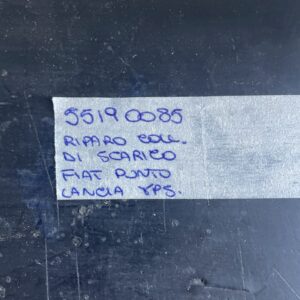 55190085
RIPARO COLL.
DI SCARICO
FIAT PUNTO
LANCIA YPS.